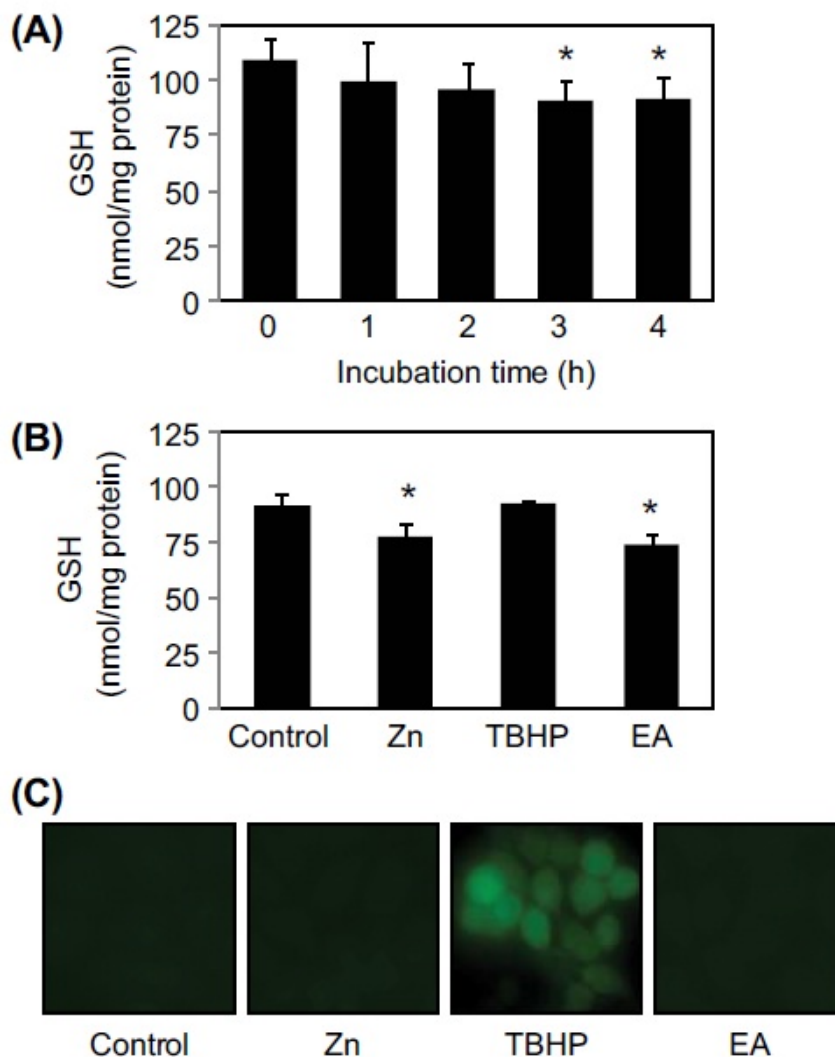 (A)
GSH
(nmol/mg protein)
125
100
75
50
25
0
* *
0 1 2 3 4
Incubation time (h)
(B)
GSH
(nmol/mg protein)
125
100
75
50
25
0
* *
Control Zn TBHP EA
(C)
Control Zn TBHP EA